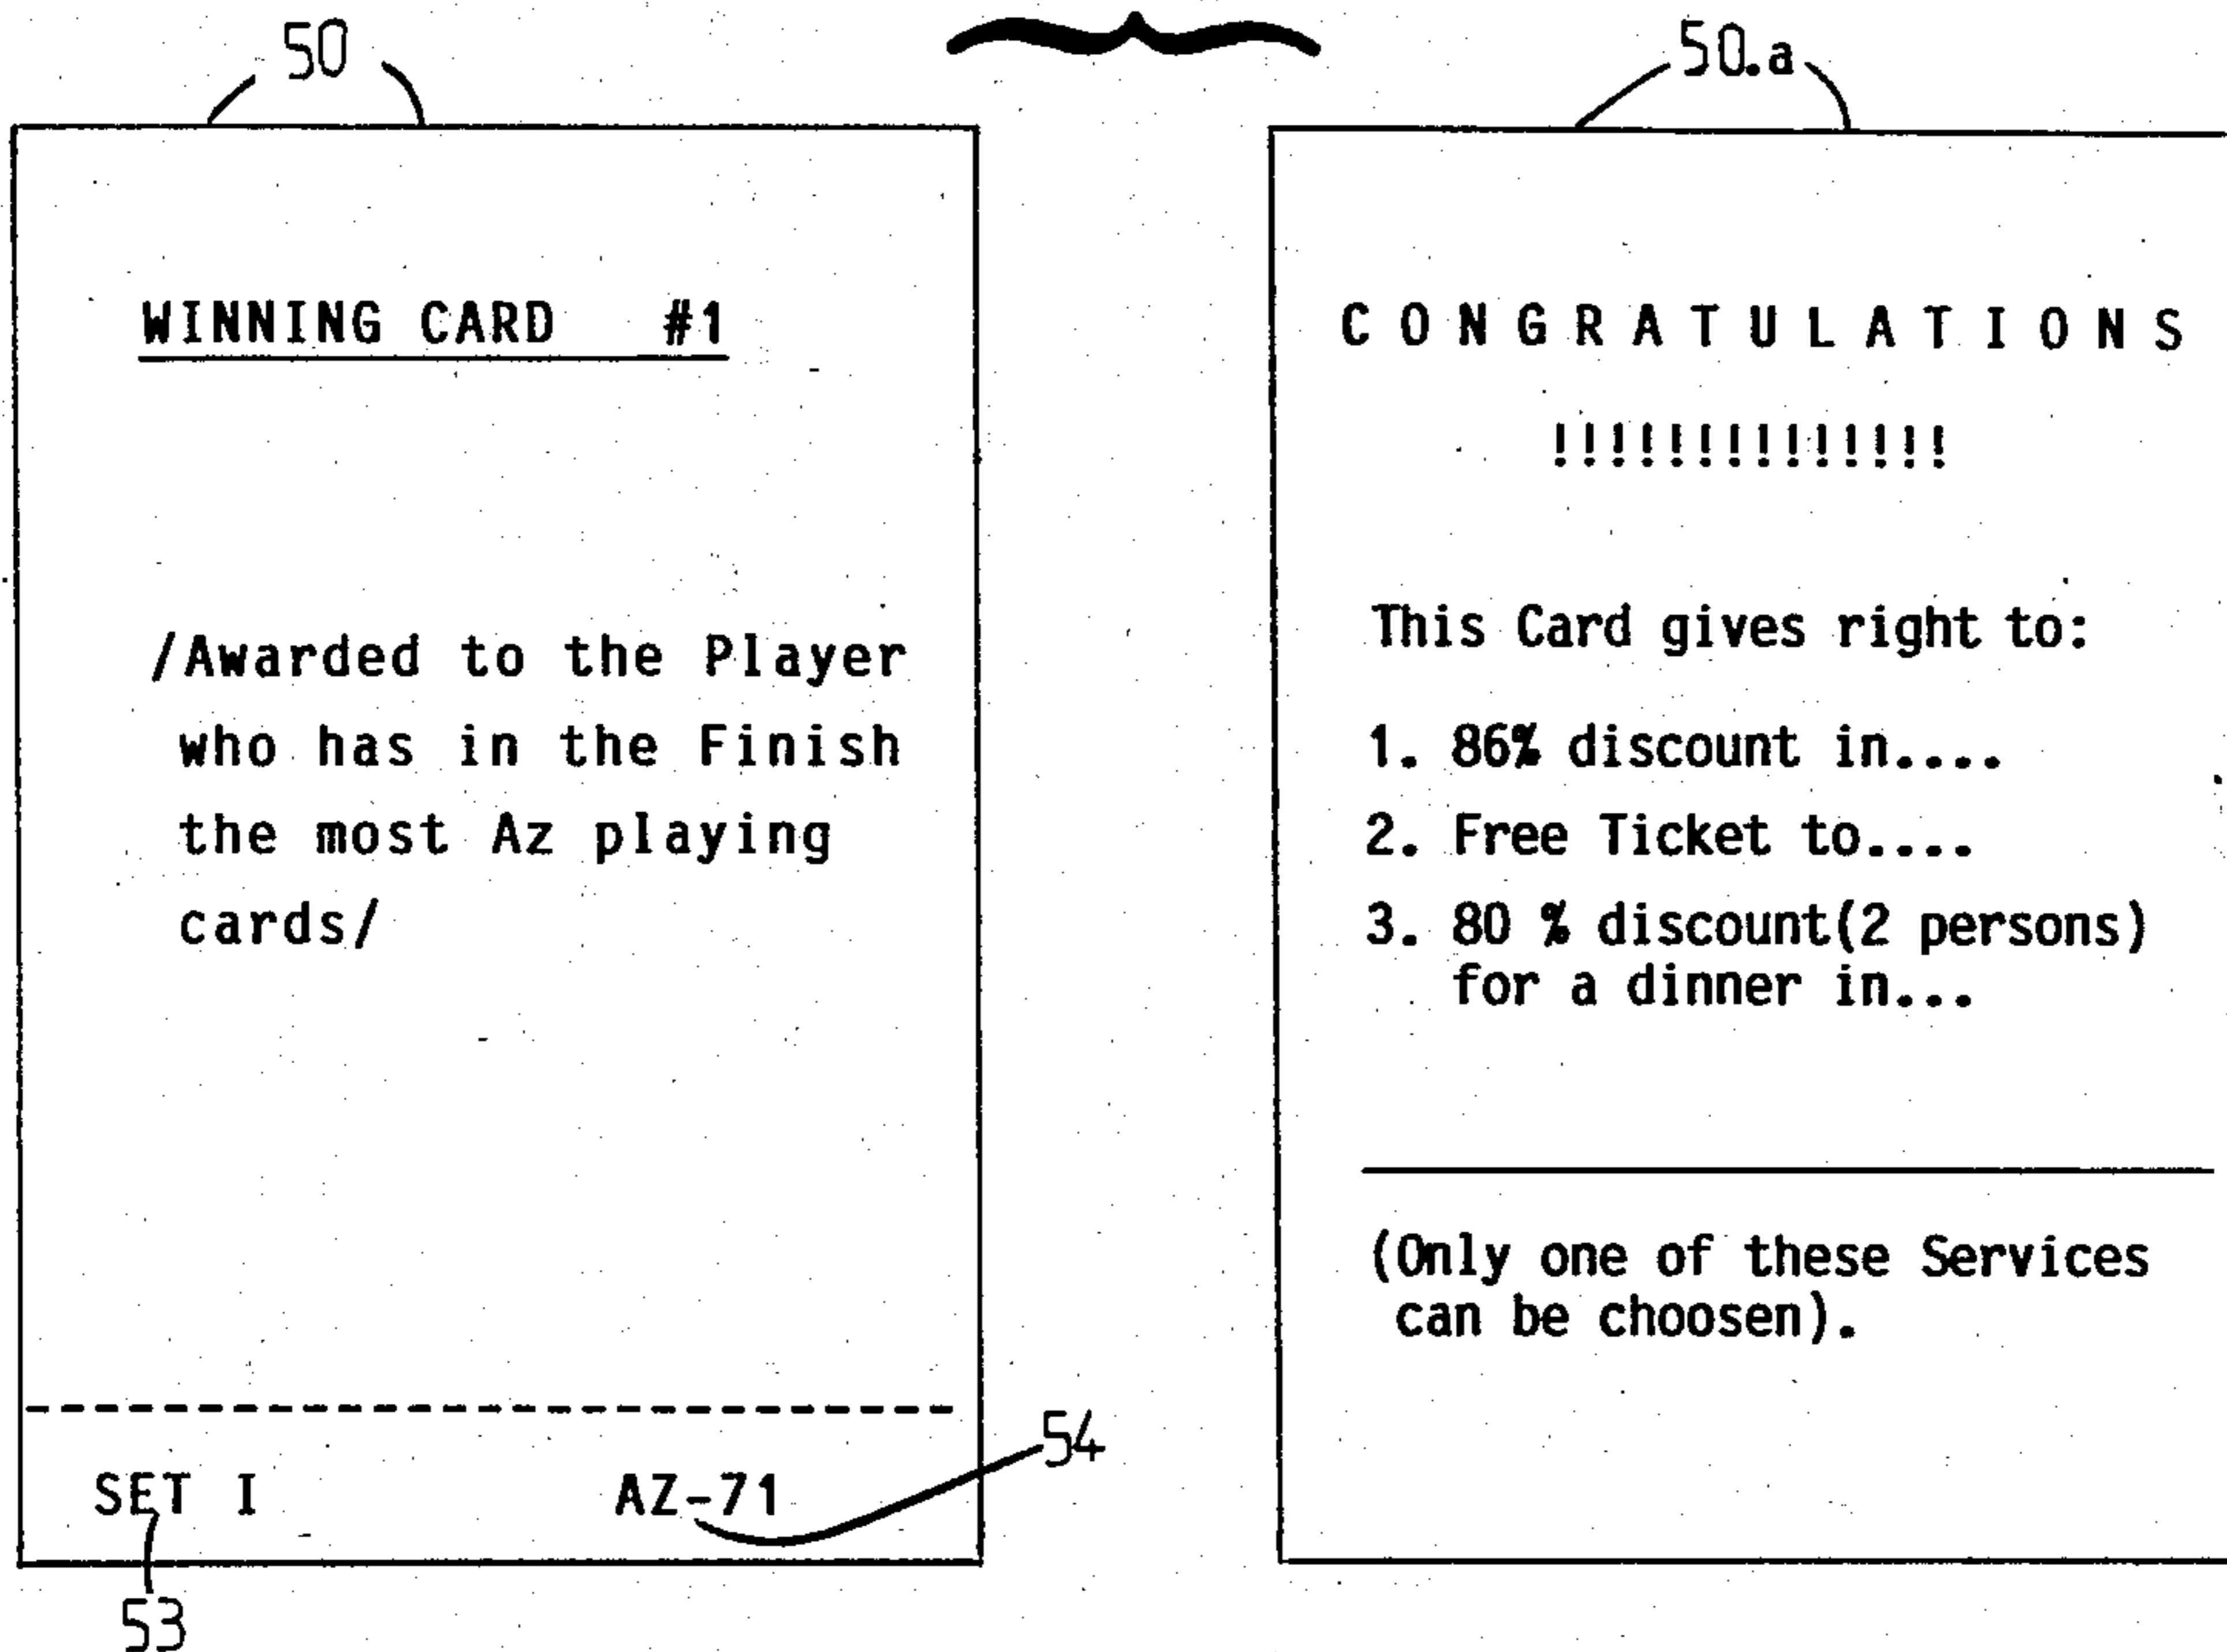 50
50.a
WINNING CARD #1
/Awarded to the Player
who has in the Finish
the most Az playing
cards/
SET I AZ-71
54
53
C O N G R A T U L A T I O N S
!!!!!!!!!!!!!!
This Card gives right to:
1. 86% discount in....
2. Free Ticket to....
3. 80 % discount(2 persons)
for a dinner in...
(Only one of these Services
can be choosen).